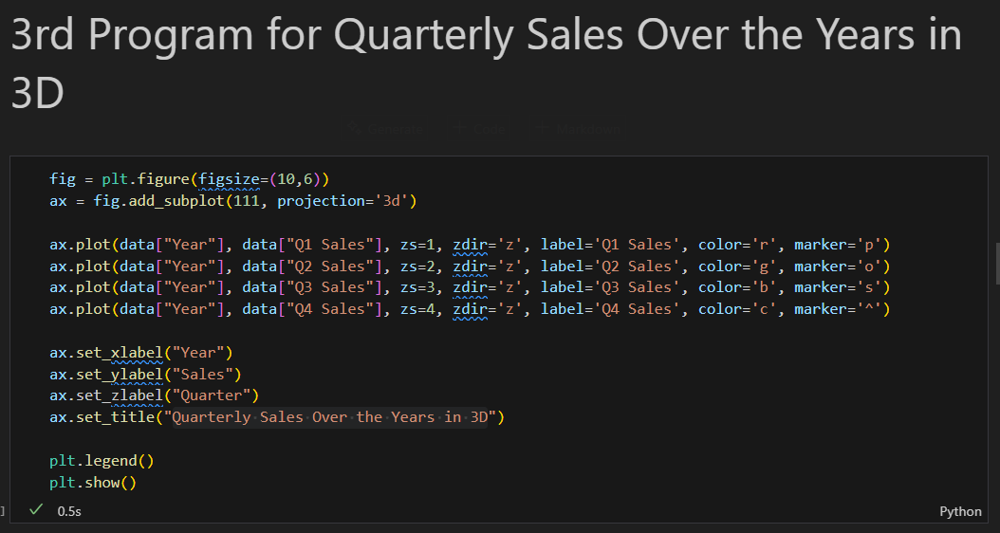 3rd Program for Quarterly Sales Over the Years in
3D
fig = plt.figure(figsize=(10,6))
ax = fig.add_subplot(111, projection='3d')
ax.plot(data["Year"], data["Q1 Sales"], zs=1, zdir='z', label='Q1 Sales', color='r', marker='p')
ax.plot(data["Year"], data["Q2 Sales"], zs=2, zdir='z', label='Q2 Sales', color='g', marker='o')
ax.plot(data["Year"], data["Q3 Sales"], zs=3, zdir='z', label='Q3 Sales', color='b', marker='s')
ax.plot(data["Year"], data["Q4 Sales"], zs=4, zdir='z', label='Q4 Sales', color='c', marker='^')
ax.set_xlabel("Year")
ax.set_ylabel("Sales")
ax.set_zlabel("Quarter")
ax.set_title("Quarterly Sales Over the Years in 3D")
plt.legend()
plt.show()
] ✓ 0.5s Python